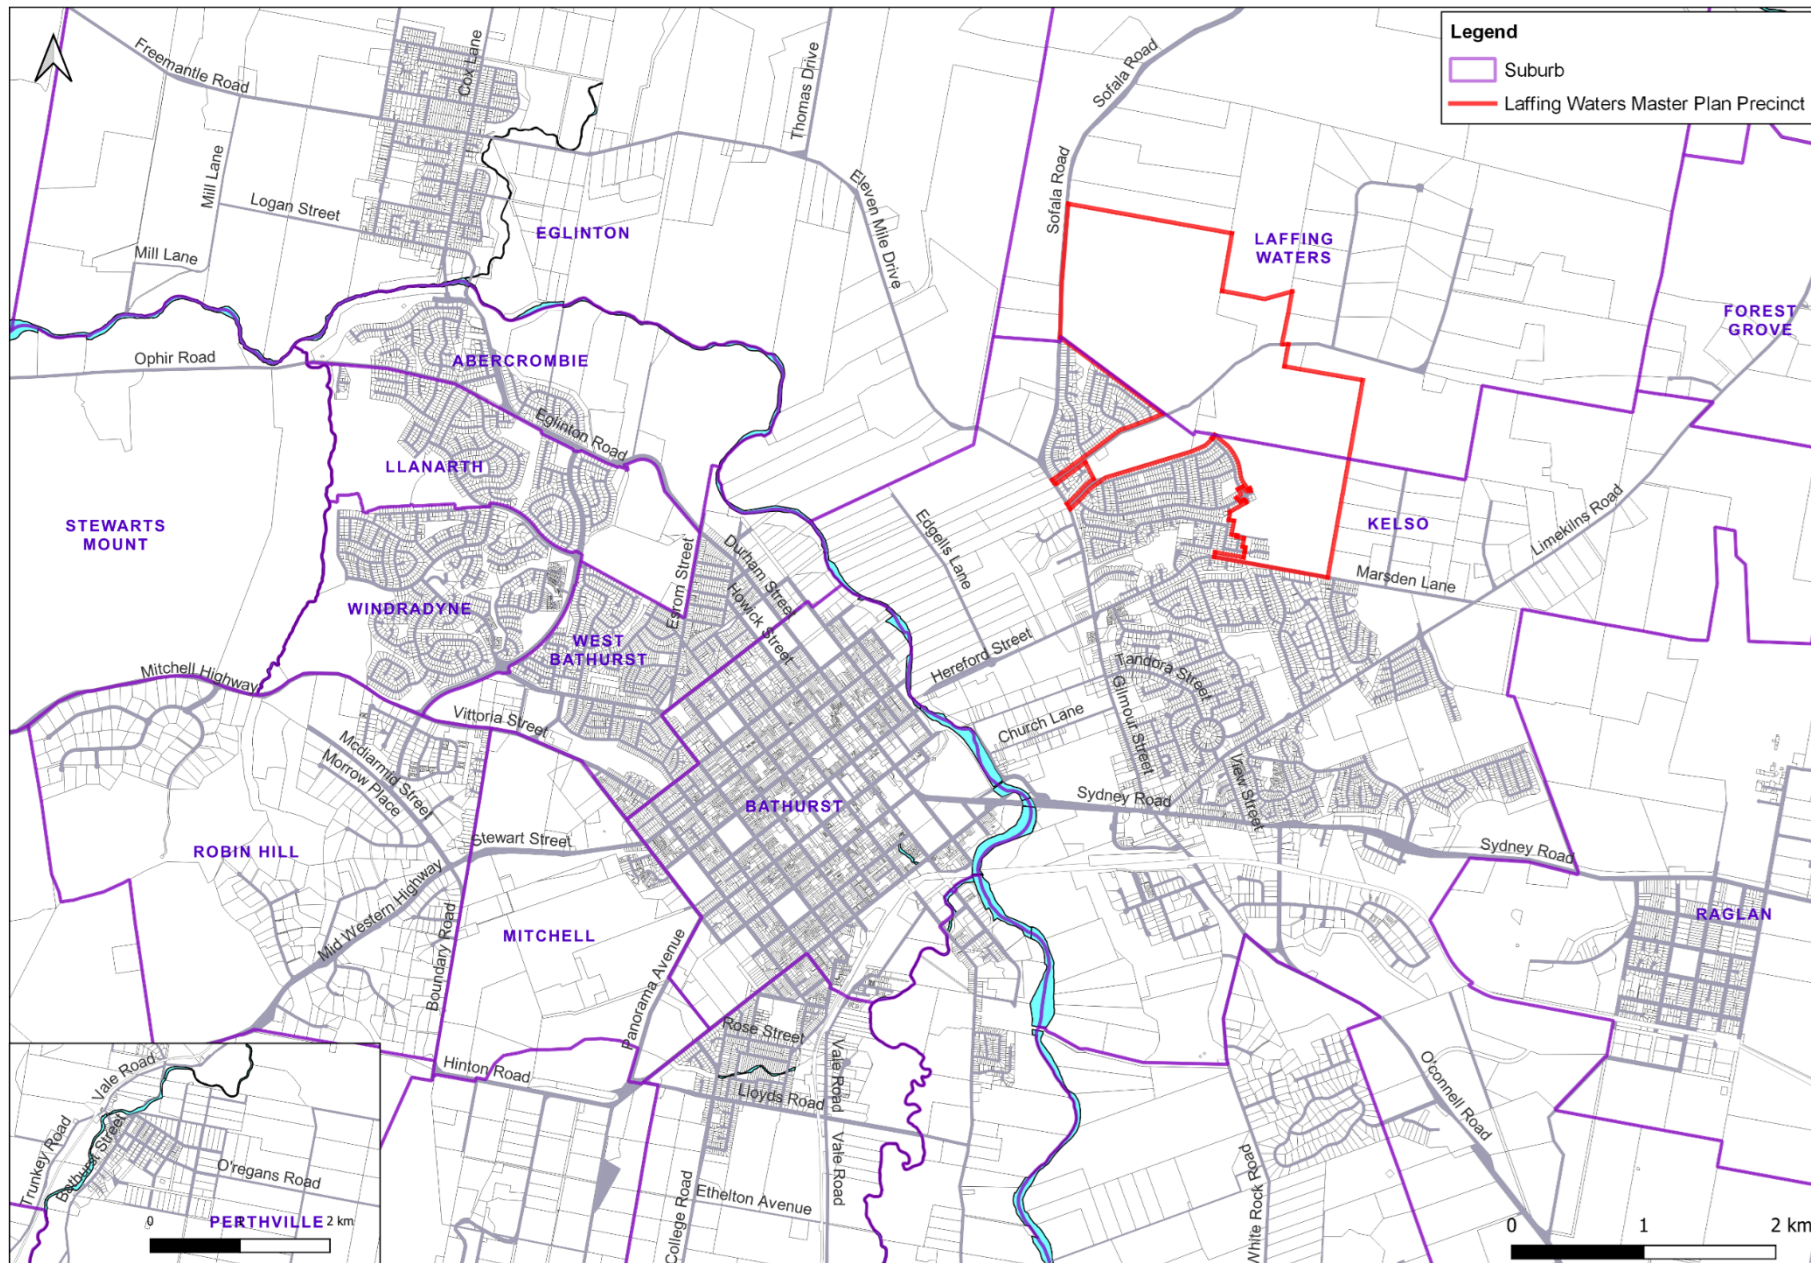 Legend
Suburb
Laffing Waters Master Plan Precinct
Freemantle Road
Cox Lane
Thomas Drive
Sofala Road
Mill Lane
Logan Street
EGLINTON
Eleven Mile Drive
Sofala Road
LAFFING
WATERS
Mill Lane
FOREST
GROVE
Ophir Road
ABERCROMBIE
Eglinton Road
LLANARTH
STEWARTS
MOUNT
Edgells Lane
KELSO
Limekilns Road
Durham Street
Howick Street
Esrom Street
Marsden Lane
WINDRADYNE
WEST
BATHURST
Hereford Street
Tandora Street
Mitchell Highway
Gilmour Street
Church Lane
Vittoria Street
Mcdiarmid Street
Morrow Place
View Street
BATHURST
Sydney Road
Stewart Street
ROBIN HILL
Sydney Road
Mid Western Highway
Boundary Road
MITCHELL
RAGLAN
Panorama Avenue
Rose Street
Hinton Road
Vale Road
Lloyds Road
O'connell Road
Vale Road
Trunkey Road
Bathurst Street
O'regans Road
PERTHVILLE
0
1
2 km
College Road
Ethelton Avenue
Vale Road
White Rock Road
0
1
2 km